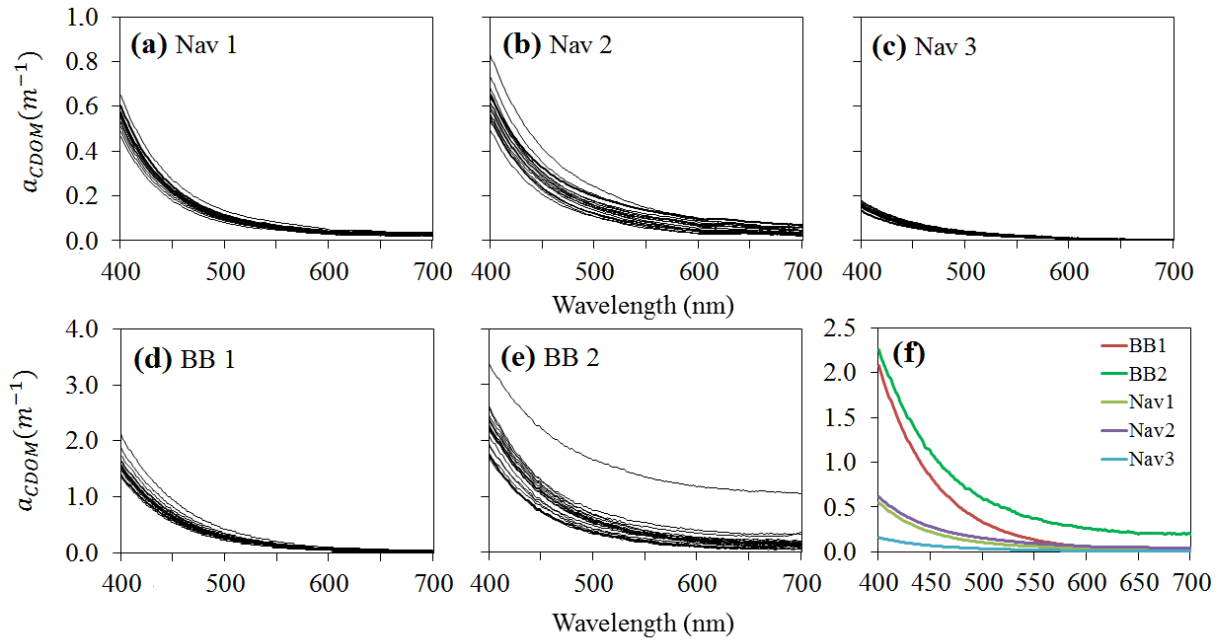 (a) Nav 1
(b) Nav 2
(c) Nav 3
a_CDOM(m^−1)
1.0
0.8
0.6
0.4
0.2
0.0
400 500 600 700
400 500 600 700
400 500 600 700
Wavelength (nm)
(d) BB 1
(e) BB 2
(f)
a_CDOM(m^−1)
4.0
3.0
2.0
1.0
0.0
2.5
2.0
1.5
1.0
0.5
0.0
BB1
BB2
Nav1
Nav2
Nav3
400 500 600 700
400 500 600 700
400 450 500 550 600 650 700
Wavelength (nm)